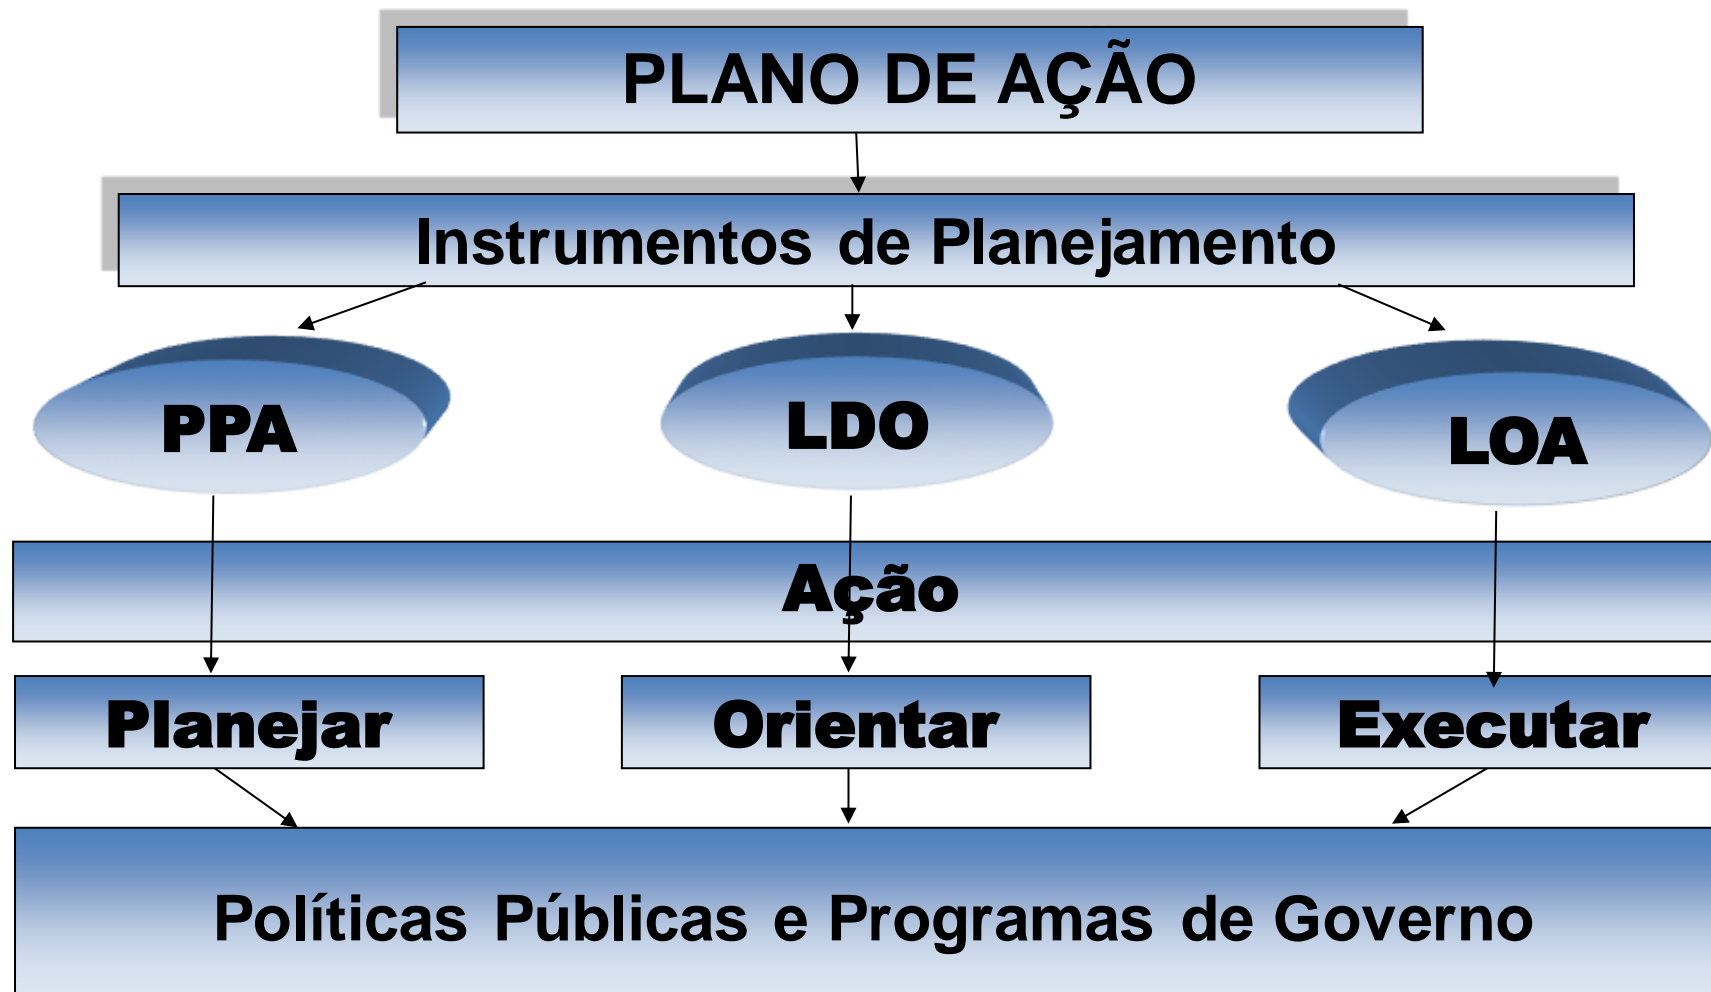 PLANO DE AÇÃO
Instrumentos de Planejamento
PPA
LDO
LOA
Ação
Planejar
Orientar
Executar
Políticas Públicas e Programas de Governo